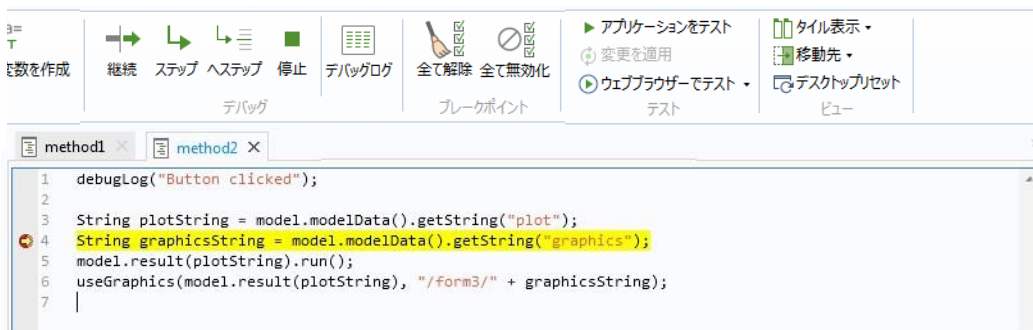 a=
変数を作成
継続 ステップ へステップ 停止 デバッグログ 全て解除 全て無効化
アプリケーションをテスト
変更を適用
ウェブブラウザーでテスト
タイル表示
移動先
デスクトップリセット
デバッグ ブレークポイント テスト ビュー
method1 method2
1 debugLog("Button clicked");
2
3 String plotString = model.modelData().getString("plot");
4 String graphicsString = model.modelData().getString("graphics");
5 model.result(plotString).run();
6 useGraphics(model.result(plotString), "/form3/" + graphicsString);
7